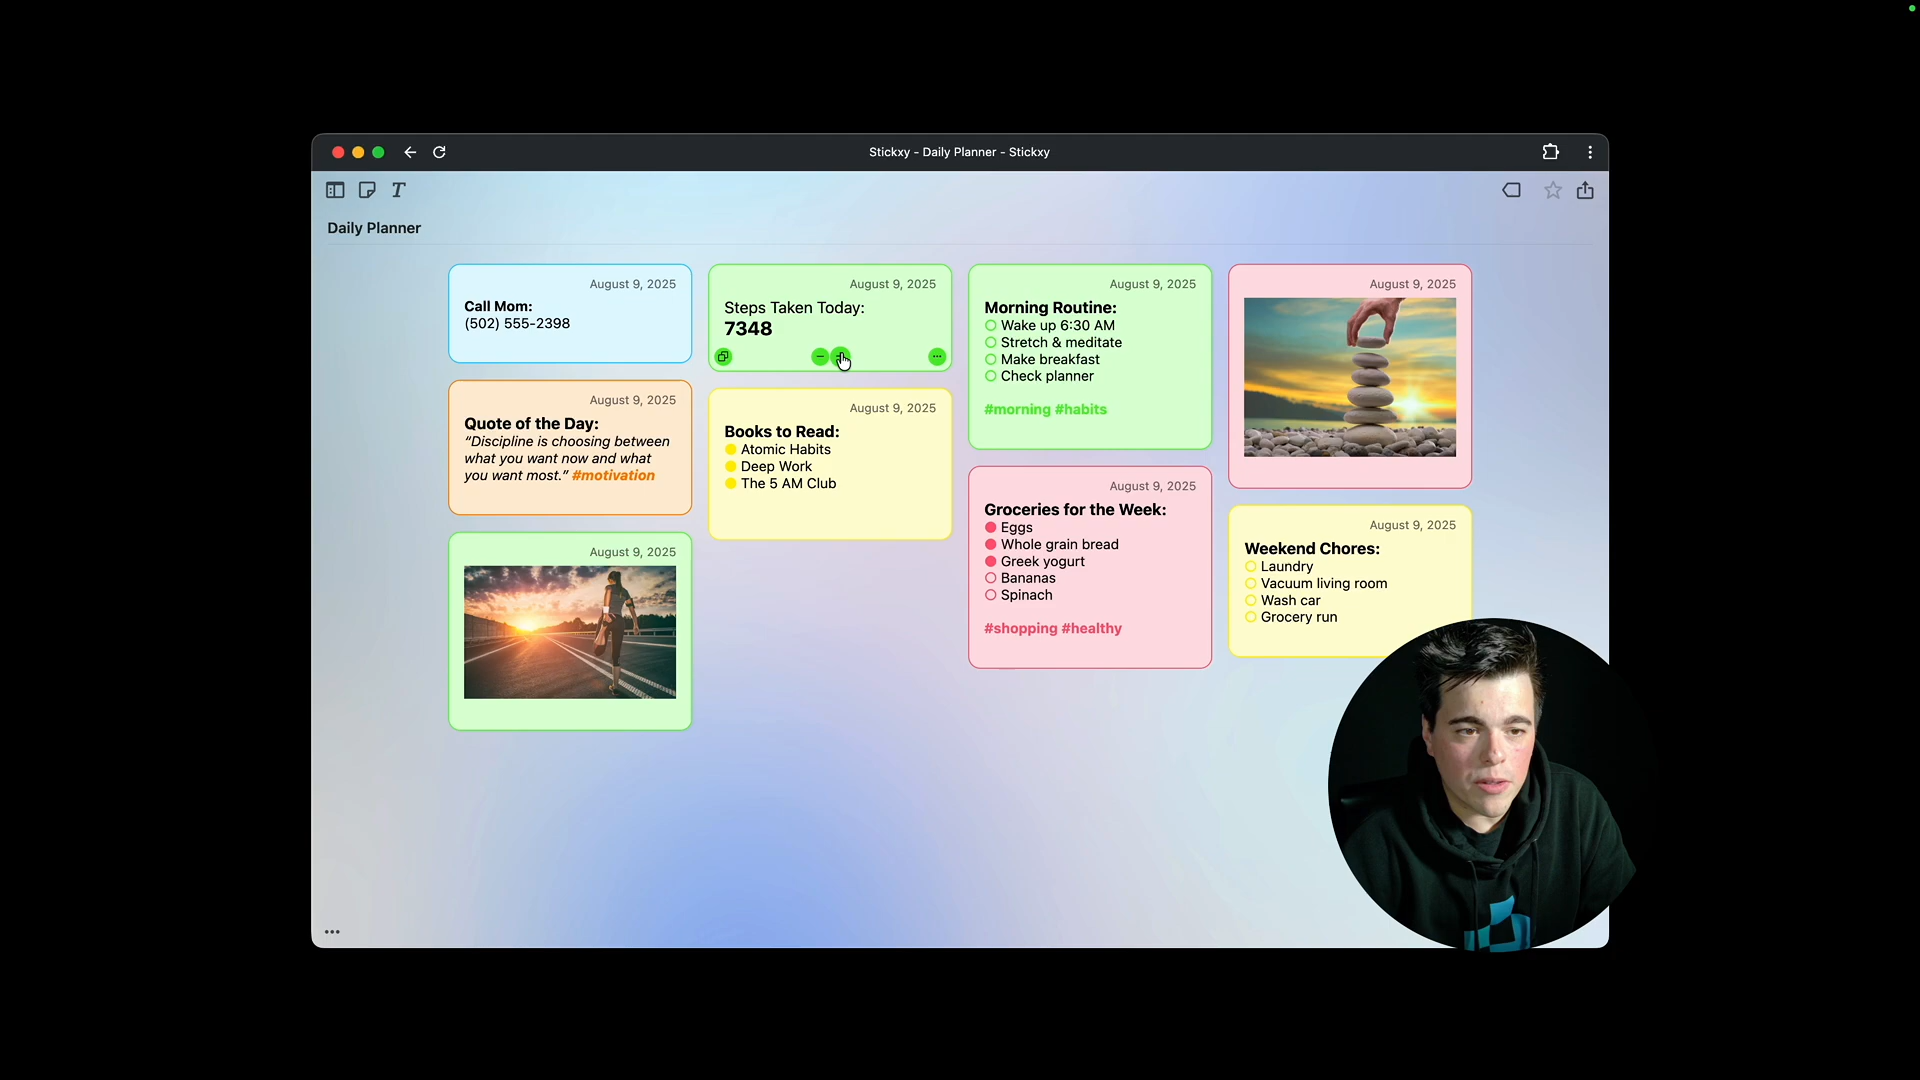 Stickxy - Daily Planner - Stickxy
Daily Planner
August 9, 2025
Call Mom:
(502) 555-2398
August 9, 2025
Quote of the Day:
“Discipline is choosing between
what you want now and what
you want most.” #motivation
August 9, 2025
August 9, 2025
Steps Taken Today:
7348
August 9, 2025
Books to Read:
Atomic Habits
Deep Work
The 5 AM Club
August 9, 2025
Morning Routine:
Wake up 6:30 AM
Stretch & meditate
Make breakfast
Check planner
#morning #habits
August 9, 2025
Groceries for the Week:
Eggs
Whole grain bread
Greek yogurt
Bananas
Spinach
#shopping #healthy
August 9, 2025
August 9, 2025
Weekend Chores:
Laundry
Vacuum living room
Wash car
Grocery run